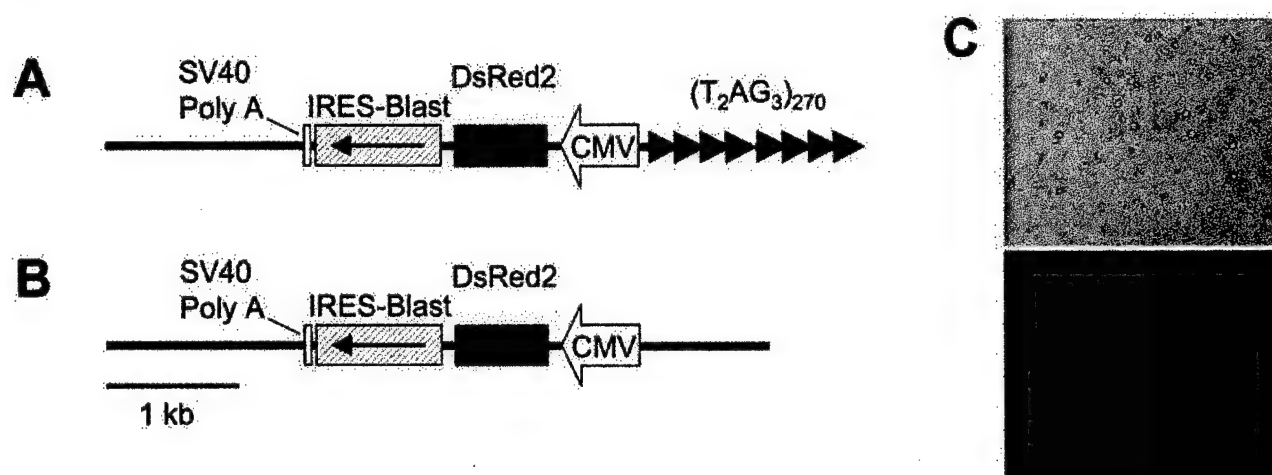 A
SV40
Poly A
IRES-Blast
DsRed2
CMV
(T₂AG₃)₂₇₀
B
SV40
Poly A
IRES-Blast
DsRed2
CMV
1 kb
C